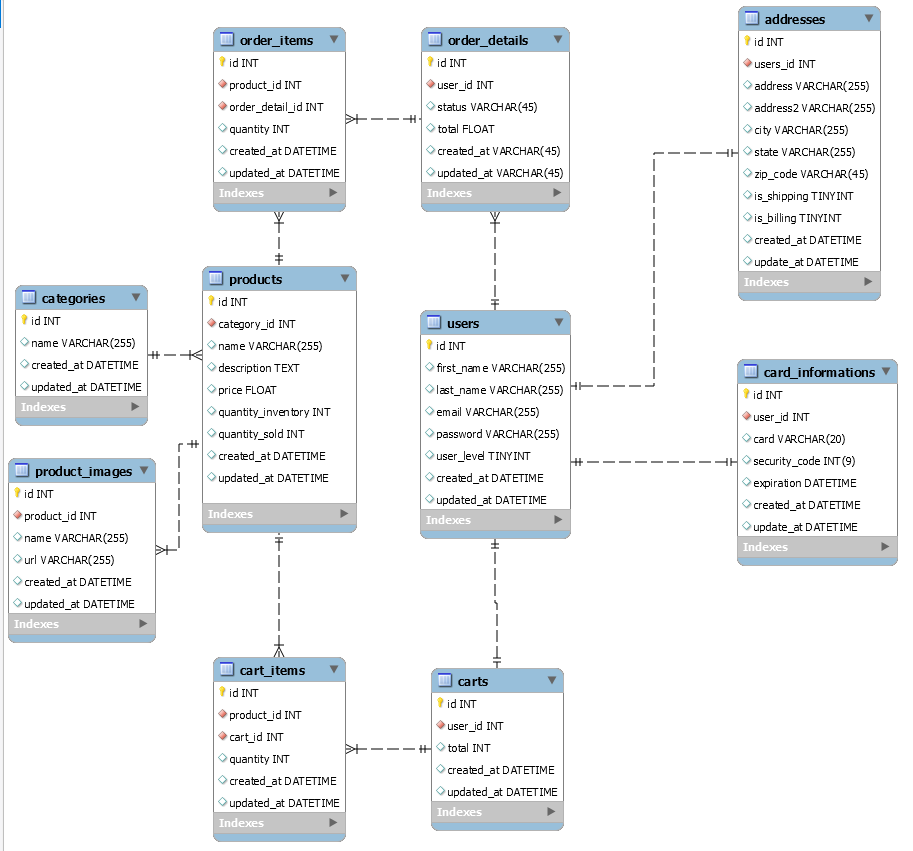 order_items
id INT
product_id INT
order_detail_id INT
quantity INT
created_at DATETIME
updated_at DATETIME
Indexes
order_details
id INT
user_id INT
status VARCHAR(45)
total FLOAT
created_at VARCHAR(45)
updated_at VARCHAR(45)
Indexes
addresses
id INT
users_id INT
address VARCHAR(255)
address2 VARCHAR(255)
city VARCHAR(255)
state VARCHAR(255)
zip_code VARCHAR(45)
is_shipping TINYINT
is_billing TINYINT
created_at DATETIME
update_at DATETIME
Indexes
categories
id INT
name VARCHAR(255)
created_at DATETIME
updated_at DATETIME
Indexes
products
id INT
category_id INT
name VARCHAR(255)
description TEXT
price FLOAT
quantity_inventory INT
quantity_sold INT
created_at DATETIME
updated_at DATETIME
Indexes
users
id INT
first_name VARCHAR(255)
last_name VARCHAR(255)
email VARCHAR(255)
password VARCHAR(255)
user_level TINYINT
created_at DATETIME
updated_at DATETIME
Indexes
card_informations
id INT
user_id INT
card VARCHAR(20)
security_code INT(9)
expiration DATETIME
created_at DATETIME
update_at DATETIME
Indexes
product_images
id INT
product_id INT
name VARCHAR(255)
url VARCHAR(255)
created_at DATETIME
updated_at DATETIME
Indexes
cart_items
id INT
product_id INT
cart_id INT
quantity INT
created_at DATETIME
updated_at DATETIME
Indexes
carts
id INT
user_id INT
total INT
created_at DATETIME
updated_at DATETIME
Indexes